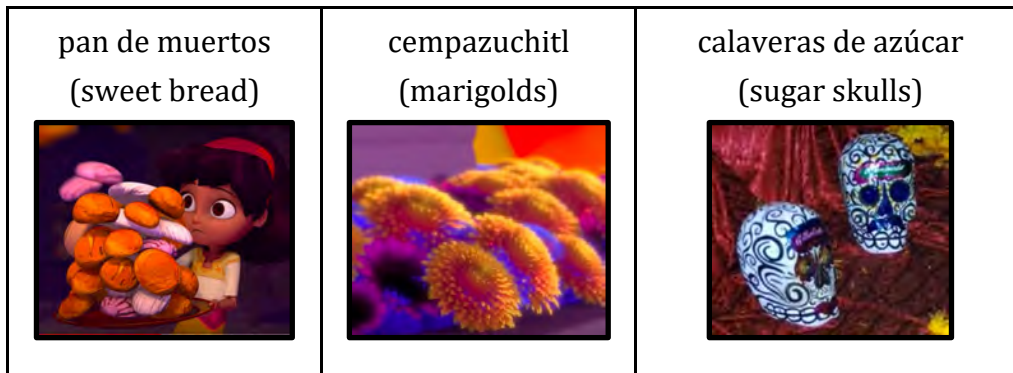 pan de muertos
(sweet bread)
cempazuchitl
(marigolds)
calaveras de azúcar
(sugar skulls)